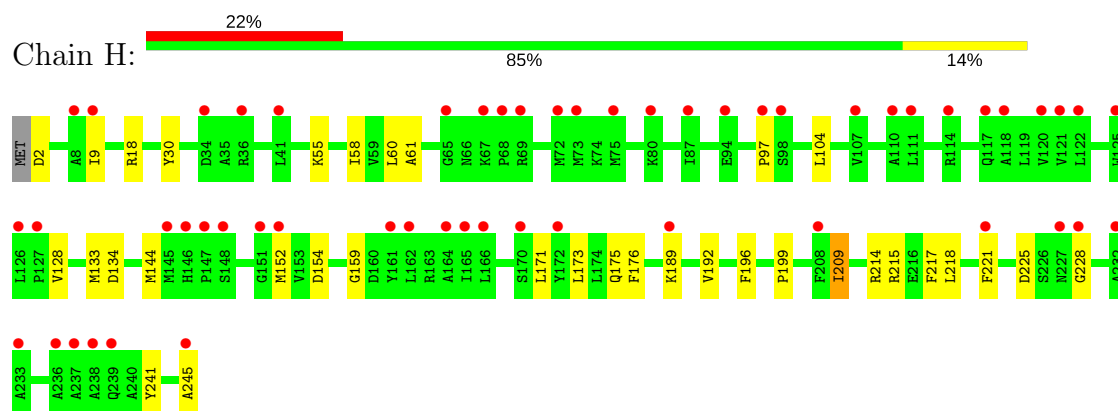 22%
Chain H:
85% 14%
MET D2 A8 I9 R18 Y30 D34 A35 R36 L41 K55 I58 V59 L60 A61 G65 N66 K67 P68 R69 M72 M73 K74 M75 K80 I87 E94 P97 S98 L104 V107 A110 L111 R114 Q117 A118 L119 V120 V121 L122
L126 P127 V128 M133 D134 M144 M145 H146 P147 S148 G151 M152 V153 D154 G159 D160 Y161 L162 R163 A164 I165 L166 S170 L171 Y172 L173 L174 Q175 F176 K189 V192 F196 P199 F208 I209 R214 R215 E216 F217 L218 F221 D225 S226 N227 G228
A233 A236 A237 A238 Q239 A240 Y241 A245